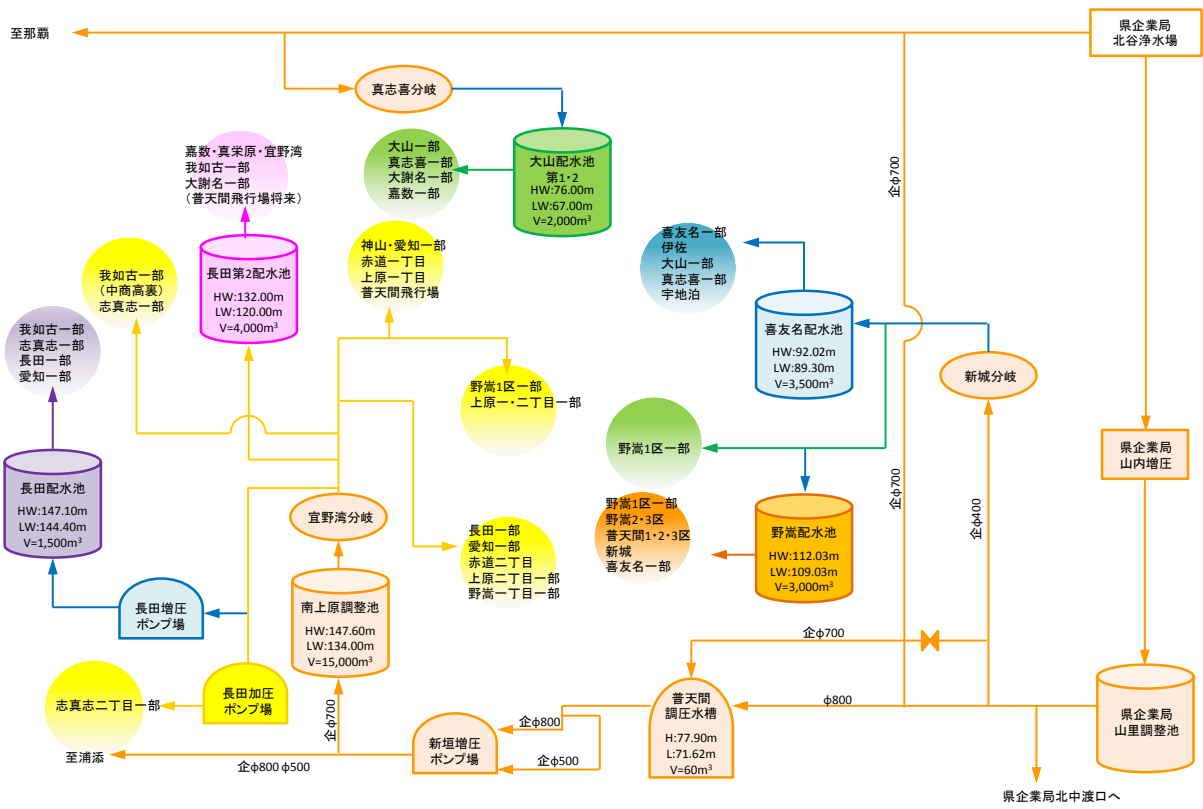 至那覇
県企業局
北谷浄水場
真志喜分岐
企φ700
嘉数・真栄原・宜野湾
我如古一部
大謝名一部
(普天間飛行場将来)
大山一部
真志喜一部
大謝名一部
嘉数一部
大山配水池
第1・2
HW:76.00m
LW:67.00m
V=2,000m³
我如古一部
(中商高裏)
志真志一部
長田第2配水池
HW:132.00m
LW:120.00m
V=4,000m³
神山・愛知一部
赤道一丁目
上原一丁目
普天間飛行場
喜友名一部
伊佐
大山一部
真志喜一部
宇地泊
喜友名配水池
HW:92.02m
LW:89.30m
V=3,500m³
我如古一部
志真志一部
長田一部
愛知一部
野嵩1区一部
上原一・二丁目一部
新城分岐
野嵩1区一部
県企業局
山内増圧
長田配水池
HW:147.10m
LW:144.40m
V=1,500m³
宜野湾分岐
長田一部
愛知一部
赤道二丁目
上原二丁目一部
野嵩一丁目一部
野嵩1区一部
野嵩2・3区
普天間1・2・3区
新城
喜友名一部
野嵩配水池
HW:112.03m
LW:109.03m
V=3,000m³
企φ700
企φ400
長田増圧
ポンプ場
南上原調整池
HW:147.60m
LW:134.00m
V=15,000m³
企φ700
志真志二丁目一部
長田加圧
ポンプ場
企φ700
新垣増圧
ポンプ場
企φ800
企φ500
普天間
調圧水槽
H:77.90m
L:71.62m
V=60m³
φ800
県企業局
山里調整池
至浦添
企φ800 φ500
県企業局北中渡口へ